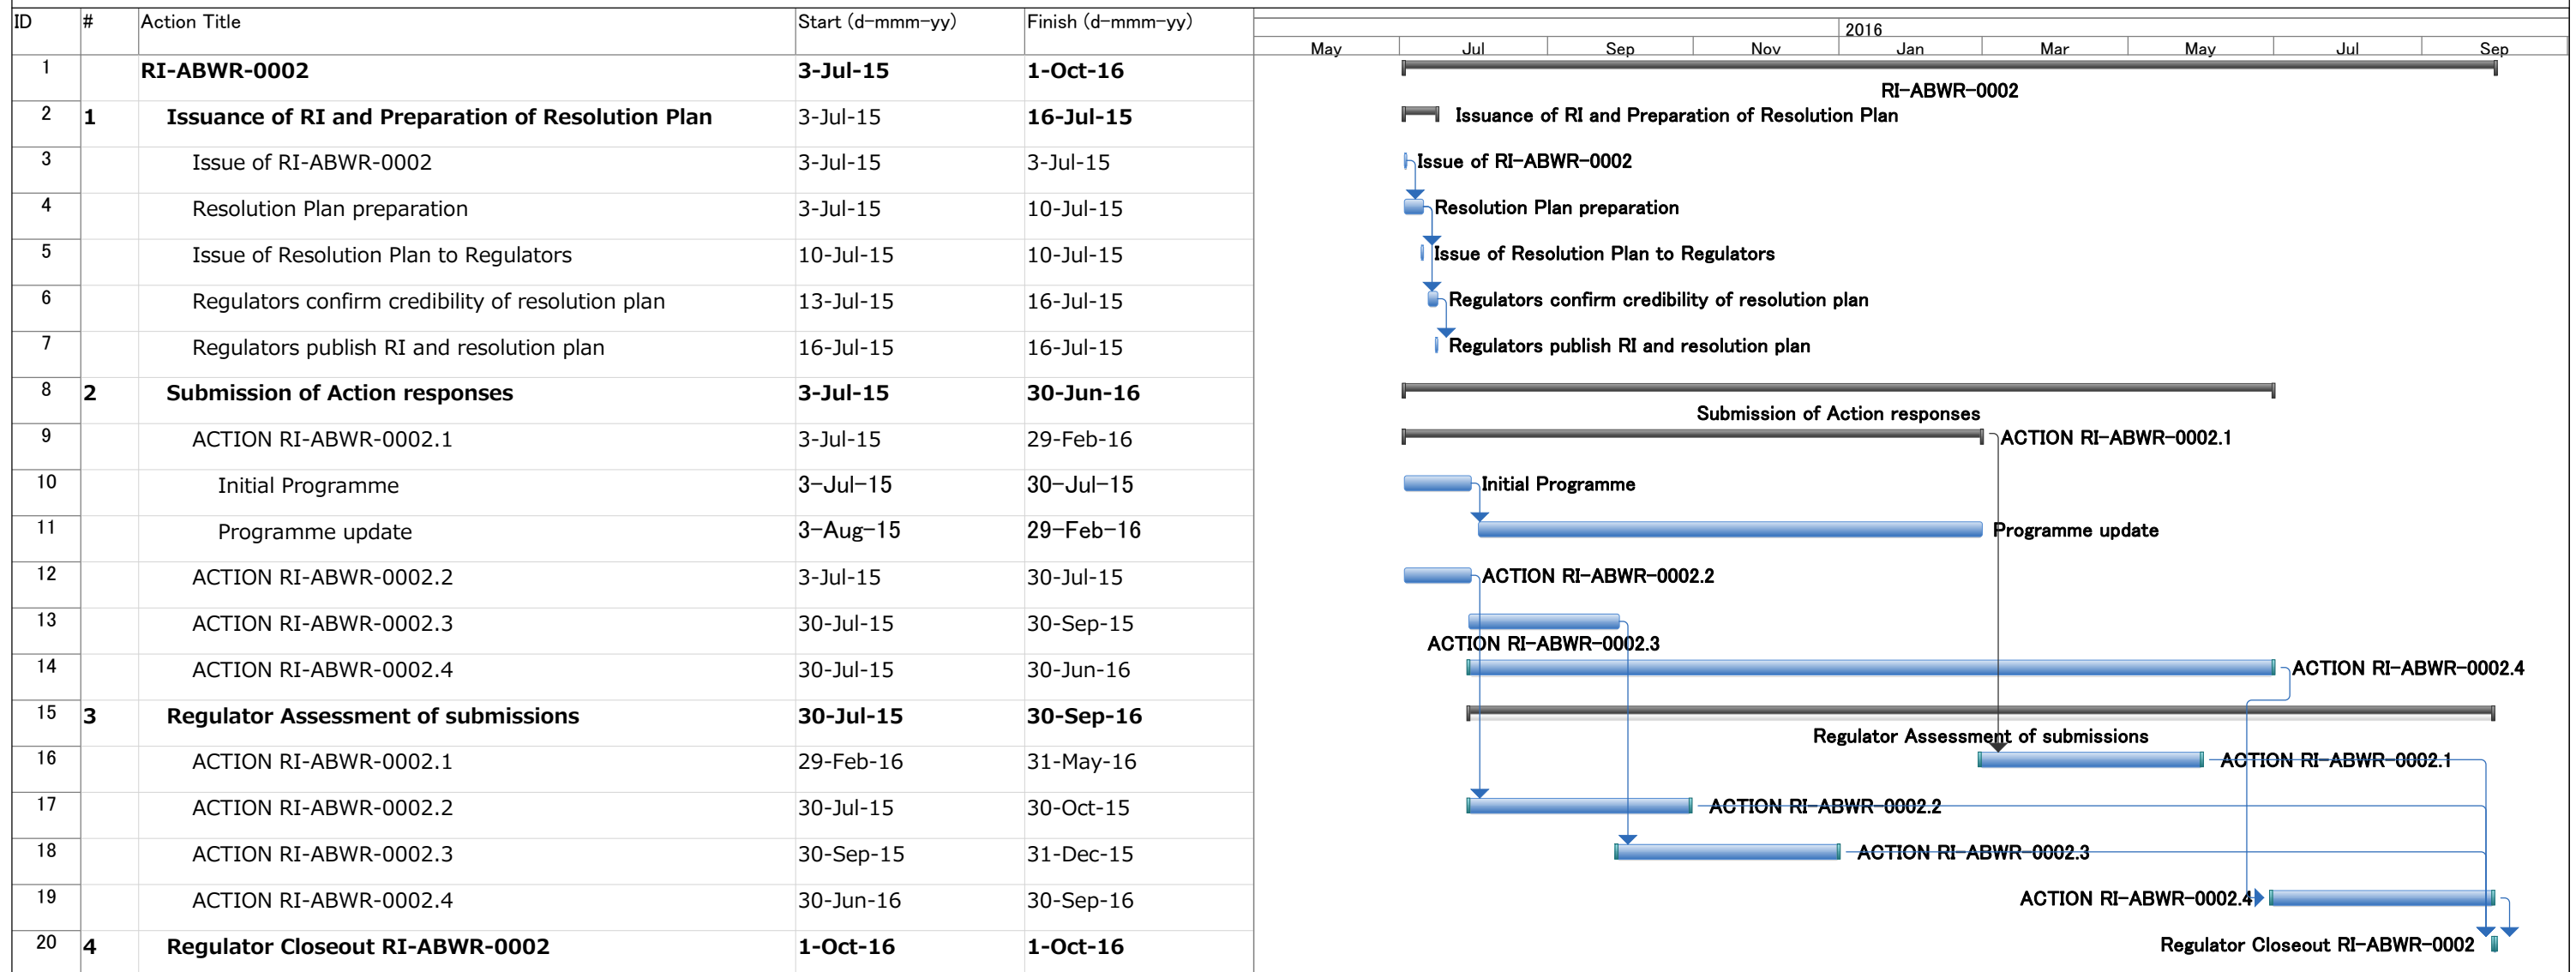 ID # Action Title Start (d-mmm-yy) Finish (d-mmm-yy)
2016
May Jul Sep Nov Jan Mar May Jul Sep
1 RI-ABWR-0002 3-Jul-15 1-Oct-16
RI-ABWR-0002
2 1 Issuance of RI and Preparation of Resolution Plan 3-Jul-15 16-Jul-15 Issuance of RI and Preparation of Resolution Plan
3 Issue of RI-ABWR-0002 3-Jul-15 3-Jul-15 Issue of RI-ABWR-0002
4 Resolution Plan preparation 3-Jul-15 10-Jul-15 Resolution Plan preparation
5 Issue of Resolution Plan to Regulators 10-Jul-15 10-Jul-15 Issue of Resolution Plan to Regulators
6 Regulators confirm credibility of resolution plan 13-Jul-15 16-Jul-15 Regulators confirm credibility of resolution plan
7 Regulators publish RI and resolution plan 16-Jul-15 16-Jul-15 Regulators publish RI and resolution plan
8 2 Submission of Action responses 3-Jul-15 30-Jun-16
Submission of Action responses
9 ACTION RI-ABWR-0002.1 3-Jul-15 29-Feb-16 ACTION RI-ABWR-0002.1
10 Initial Programme 3-Jul-15 30-Jul-15 Initial Programme
11 Programme update 3-Aug-15 29-Feb-16 Programme update
12 ACTION RI-ABWR-0002.2 3-Jul-15 30-Jul-15 ACTION RI-ABWR-0002.2
13 ACTION RI-ABWR-0002.3 30-Jul-15 30-Sep-15
ACTION RI-ABWR-0002.3
14 ACTION RI-ABWR-0002.4 30-Jul-15 30-Jun-16 ACTION RI-ABWR-0002.4
15 3 Regulator Assessment of submissions 30-Jul-15 30-Sep-16
Regulator Assessment of submissions
16 ACTION RI-ABWR-0002.1 29-Feb-16 31-May-16 ACTION RI-ABWR-0002.1
17 ACTION RI-ABWR-0002.2 30-Jul-15 30-Oct-15 ACTION RI-ABWR-0002.2
18 ACTION RI-ABWR-0002.3 30-Sep-15 31-Dec-15 ACTION RI-ABWR-0002.3
19 ACTION RI-ABWR-0002.4 30-Jun-16 30-Sep-16 ACTION RI-ABWR-0002.4
20 4 Regulator Closeout RI-ABWR-0002 1-Oct-16 1-Oct-16 Regulator Closeout RI-ABWR-0002